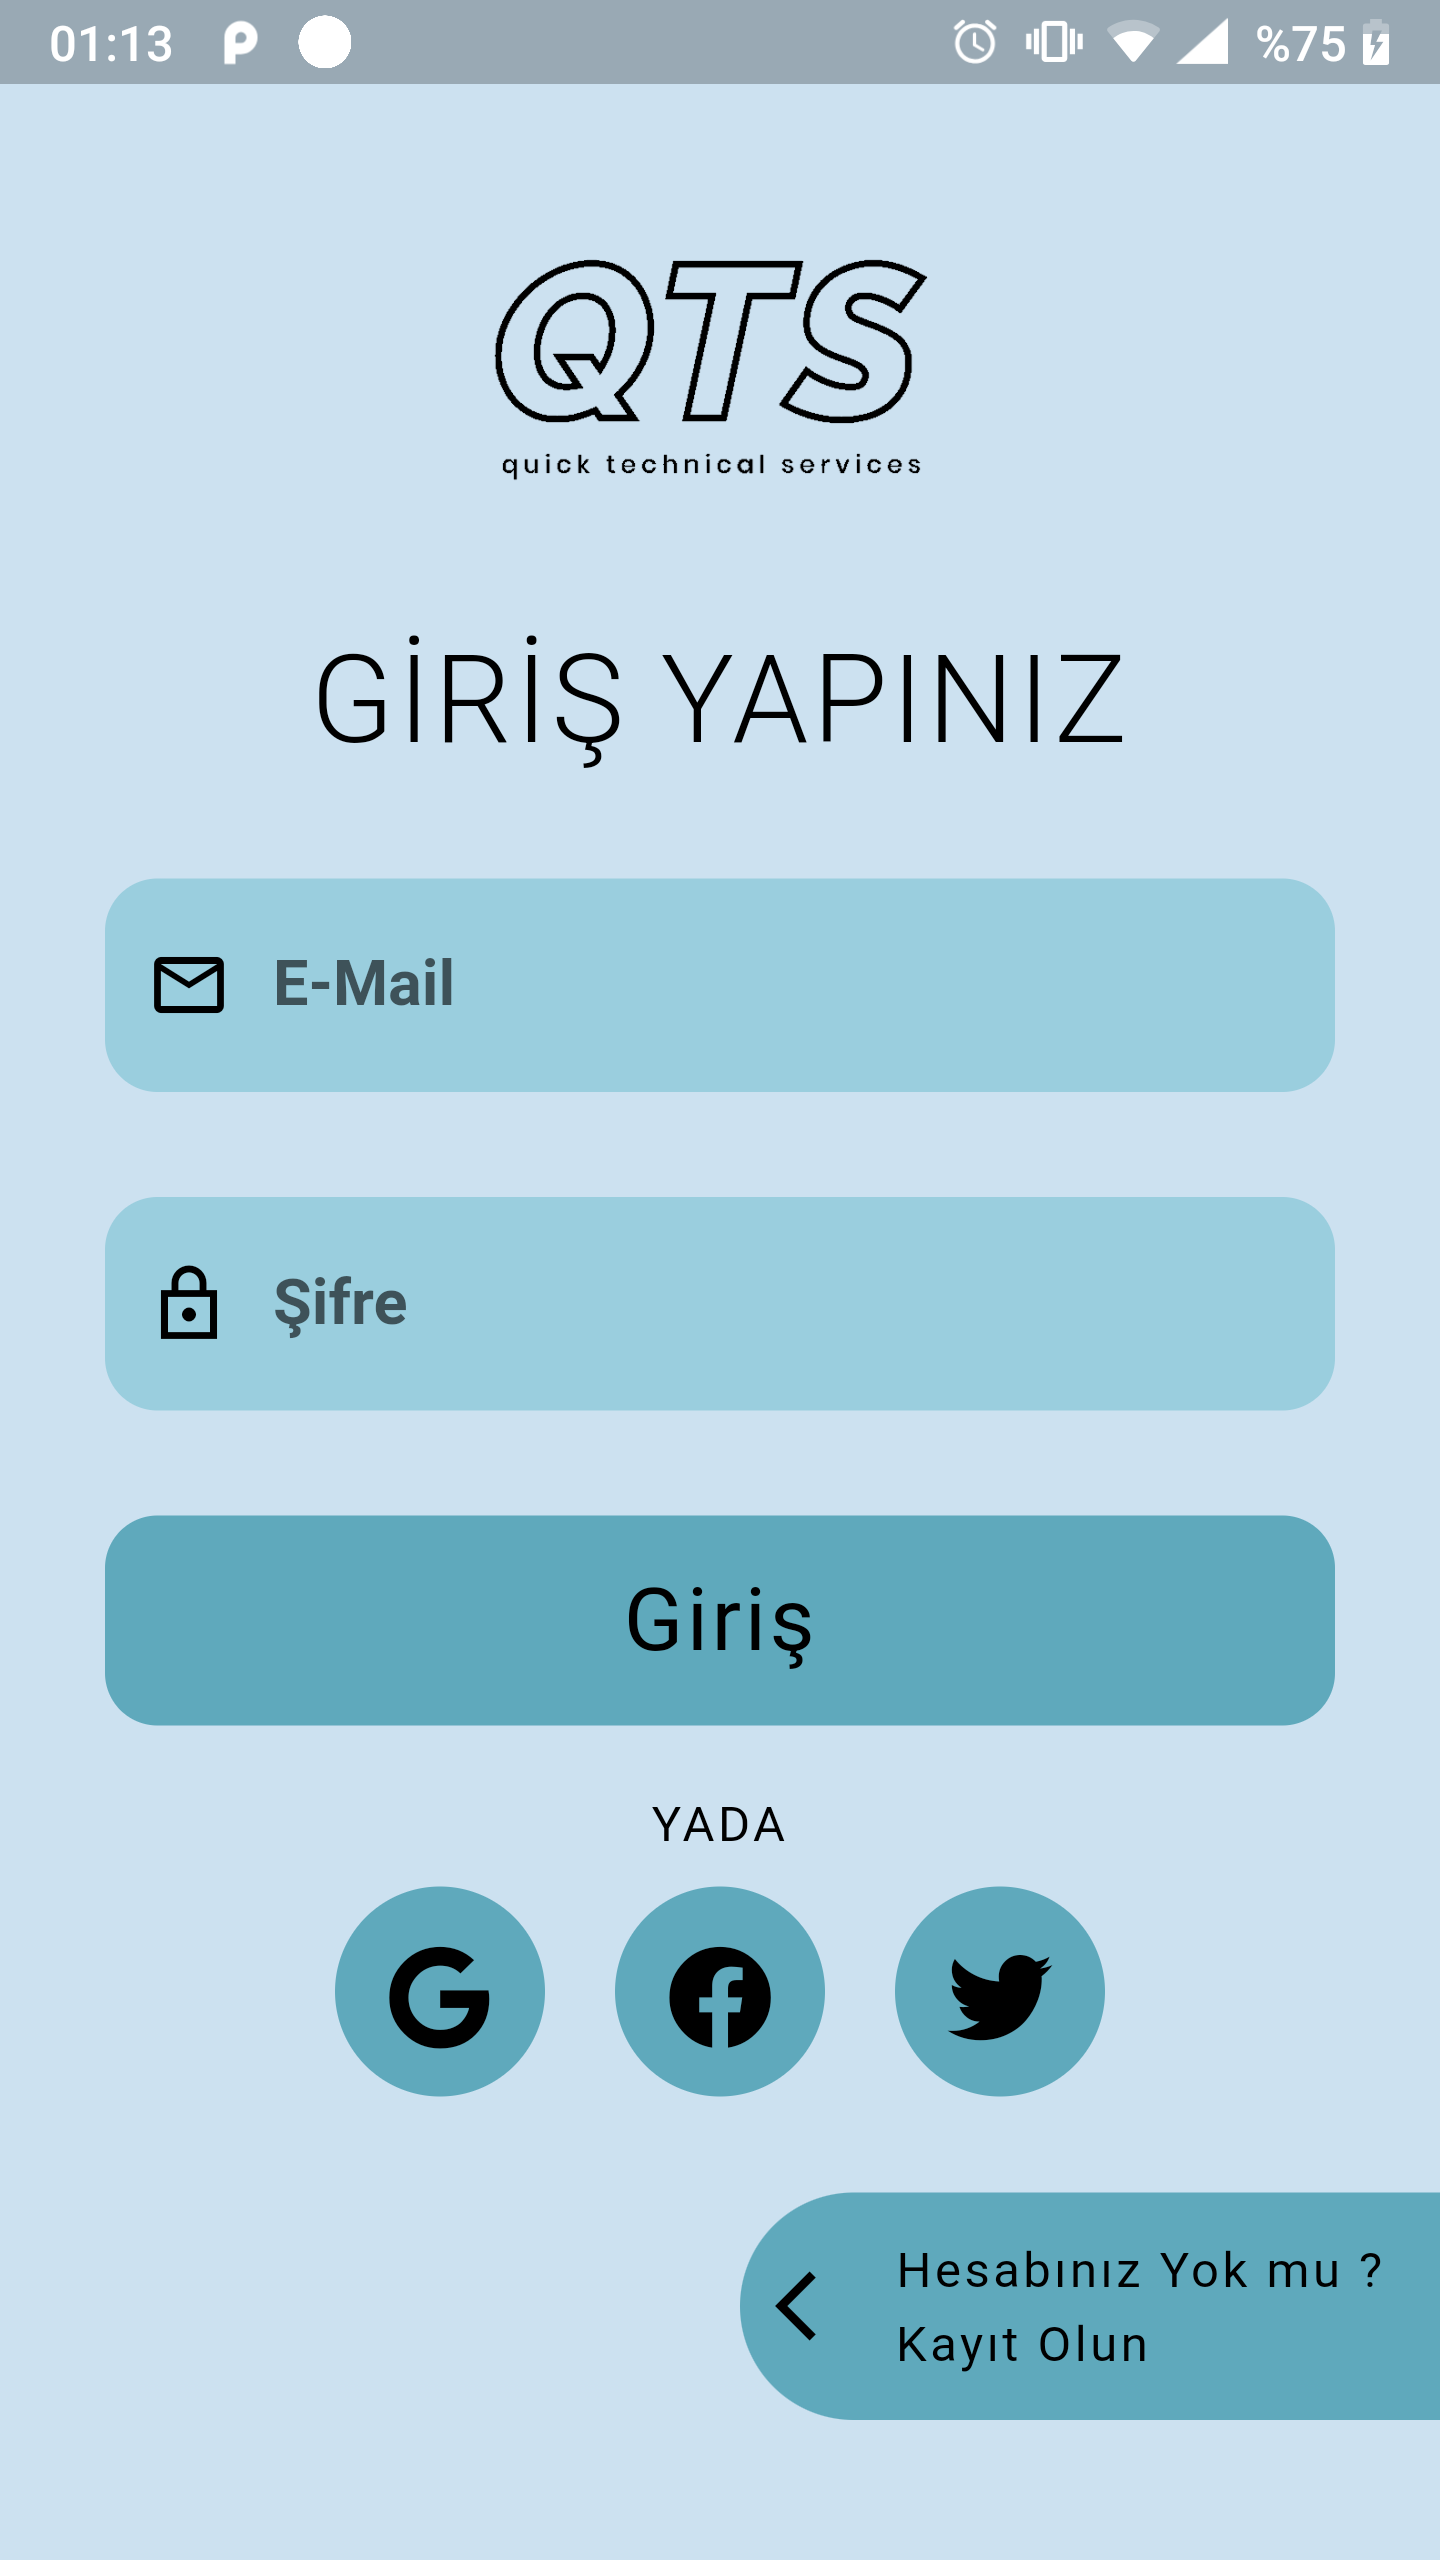 01:13 %75
QTS
quick technical services
GİRİŞ YAPINIZ
E-Mail
Şifre
Giriş
YADA
Hesabınız Yok mu ?
Kayıt Olun